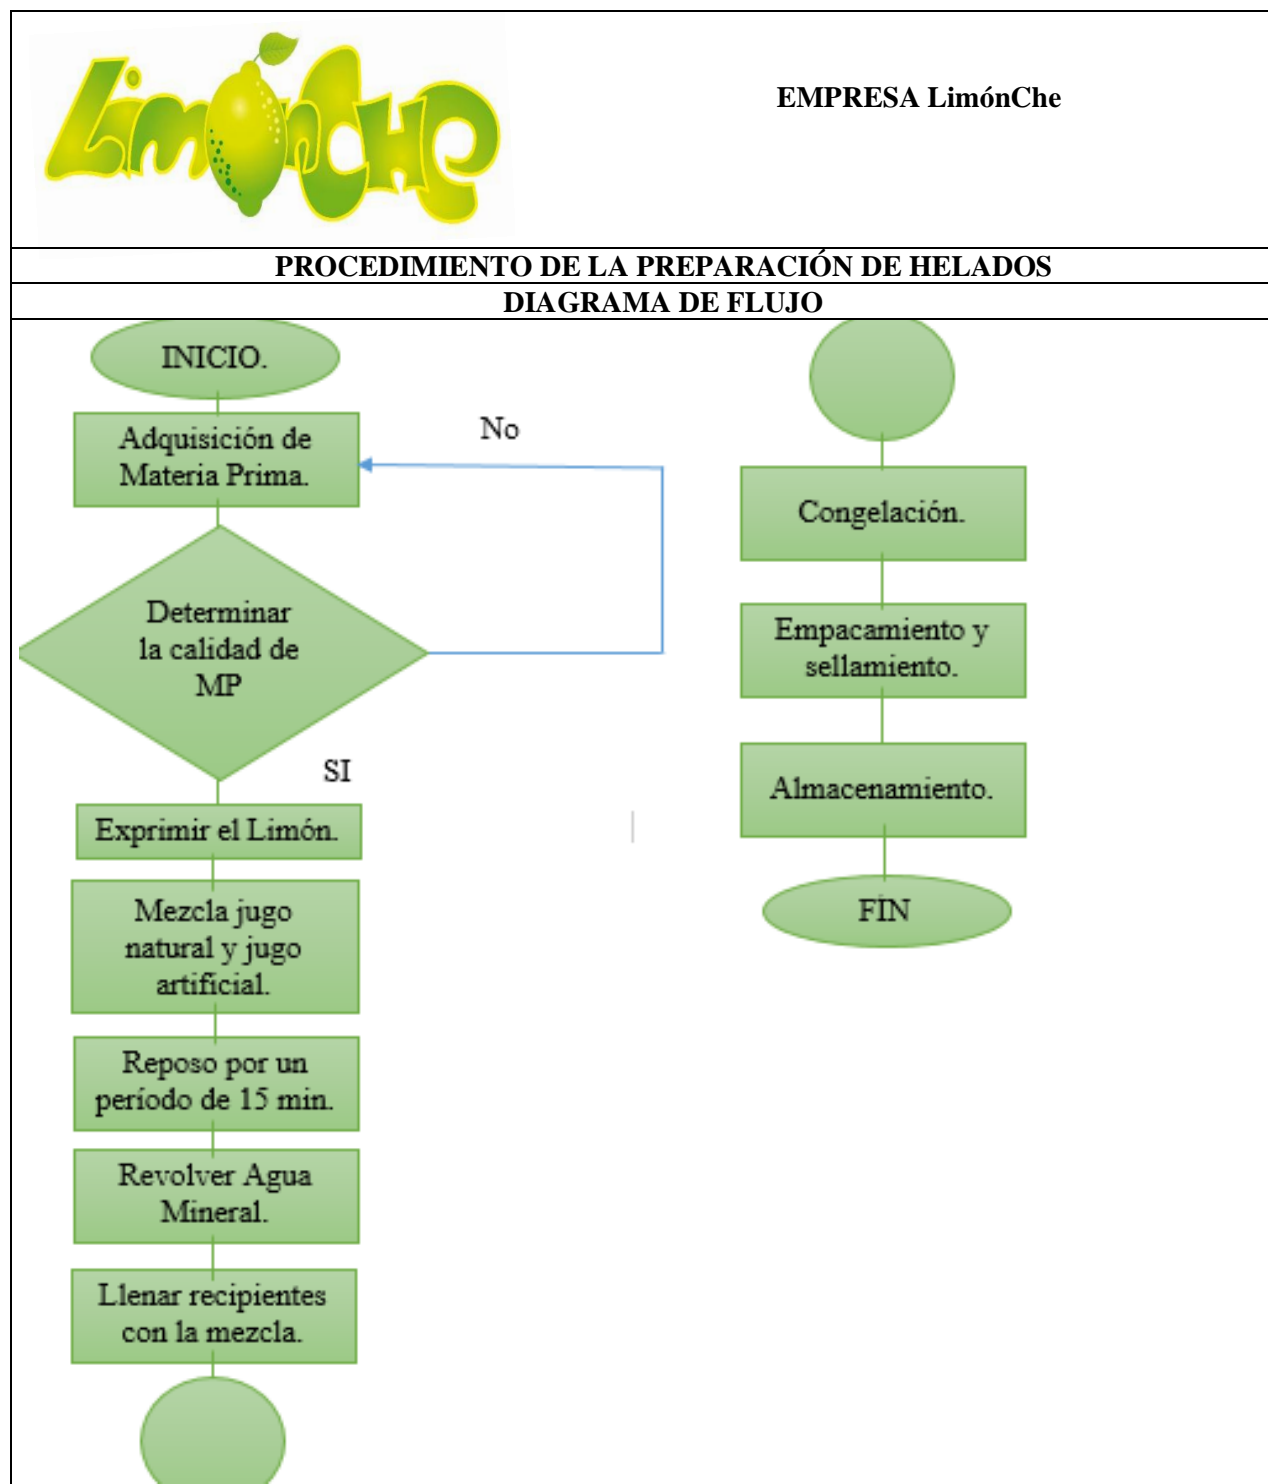 LimónChe
EMPRESA LimónChe
PROCEDIMIENTO DE LA PREPARACIÓN DE HELADOS
DIAGRAMA DE FLUJO
INICIO.
Adquisición de
Materia Prima.
No
Determinar
la calidad de
MP
SI
Exprimir el Limón.
Mezcla jugo
natural y jugo
artificial.
Reposo por un
período de 15 min.
Revolver Agua
Mineral.
Llenar recipientes
con la mezcla.
Congelación.
Empacamiento y
sellamiento.
Almacenamiento.
FIN